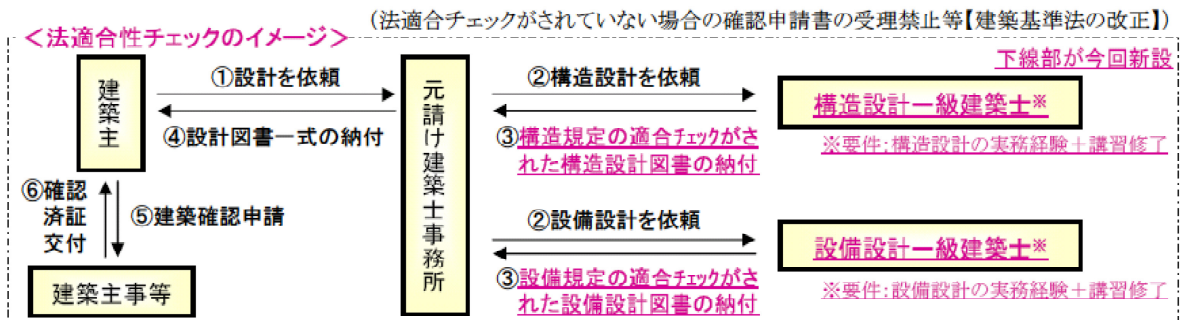 （法適合チェックがされていない場合の確認申請書の受理禁止等【建築基準法の改正】）
＜法適合性チェックのイメージ＞
下線部が今回新設
建築主
①設計を依頼
④設計図書一式の納付
元請け建築士事務所
②構造設計を依頼
③構造規定の適合チェックがさ
れた構造設計図書の納付
構造設計一級建築士※
※要件:構造設計の実務経験＋講習修了
⑥確認
済証
交付
⑤建築確認申請
建築主事等
②設備設計を依頼
③設備規定の適合チェックがさ
れた設備設計図書の納付
設備設計一級建築士※
※要件:設備設計の実務経験＋講習修了